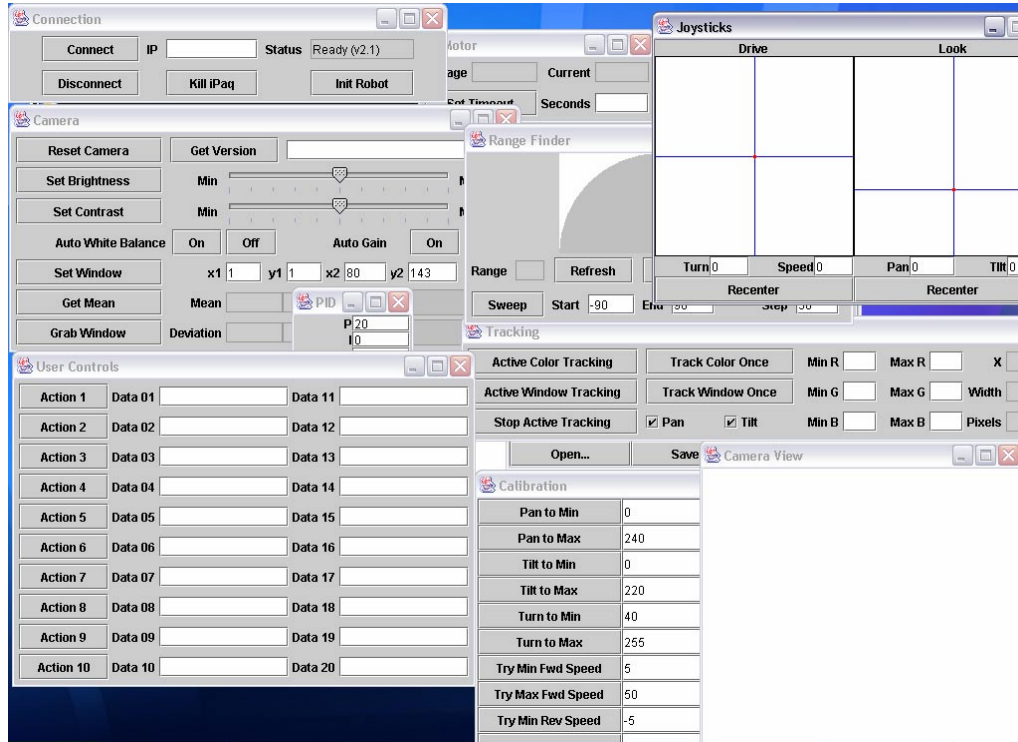 Connection
Connect IP Status Ready (v2.1)
Disconnect Kill iPaq Init Robot
Motor
age Current
Set Timeout Seconds
Joysticks
Drive Look
Turn 0 Speed 0 Pan 0 Tilt 0
Recenter Recenter
Camera
Reset Camera Get Version
Set Brightness Min
Set Contrast Min
Auto White Balance On Off Auto Gain On
Set Window x1 1 y1 1 x2 80 y2 143
Get Mean Mean
Grab Window Deviation
PID
P 20
I 0
Range Finder
Range Refresh
Sweep Start -90 End 90 Step
Tracking
Active Color Tracking Track Color Once Min R Max R X
Active Window Tracking Track Window Once Min G Max G Width
Stop Active Tracking Pan Tilt Min B Max B Pixels
Open... Save
User Controls
Action 1 Data 01 Data 11
Action 2 Data 02 Data 12
Action 3 Data 03 Data 13
Action 4 Data 04 Data 14
Action 5 Data 05 Data 15
Action 6 Data 06 Data 16
Action 7 Data 07 Data 17
Action 8 Data 08 Data 18
Action 9 Data 09 Data 19
Action 10 Data 10 Data 20
Calibration
Pan to Min 0
Pan to Max 240
Tilt to Min 0
Tilt to Max 220
Turn to Min 40
Turn to Max 255
Try Min Fwd Speed 5
Try Max Fwd Speed 50
Try Min Rev Speed -5
Camera View